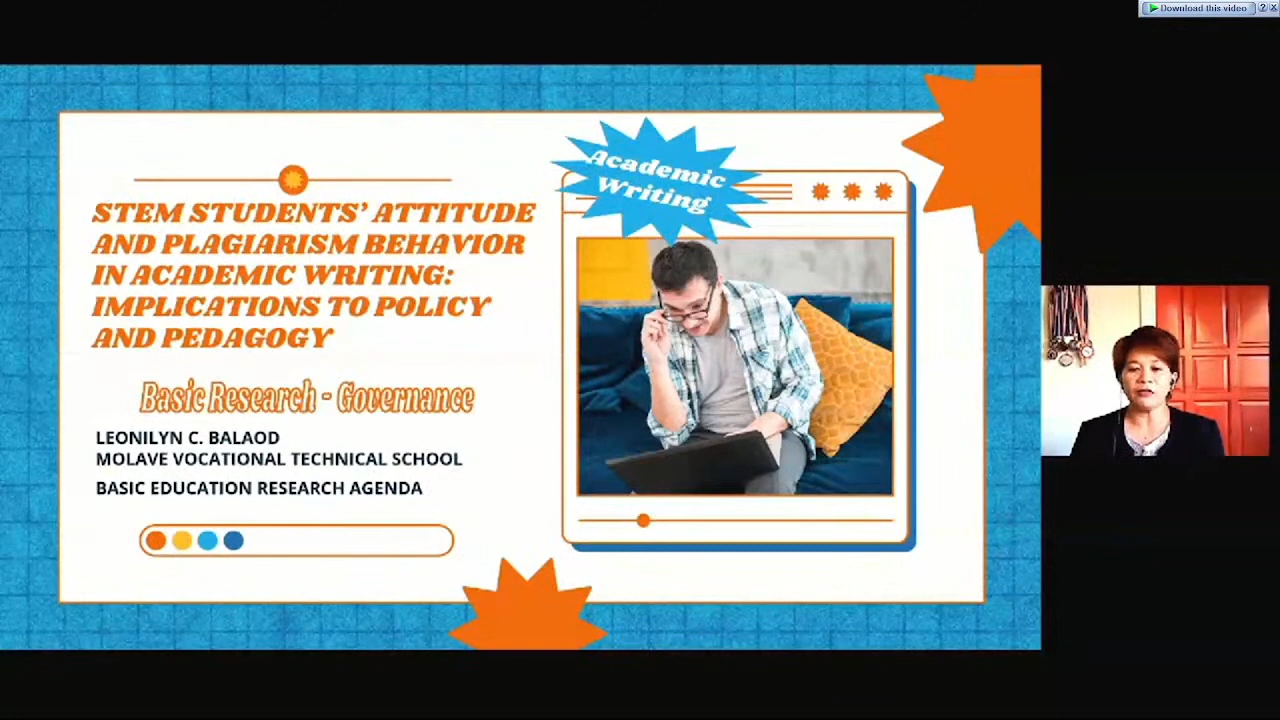 Download this video
STEM STUDENTS' ATTITUDE
AND PLAGIARISM BEHAVIOR
IN ACADEMIC WRITING:
IMPLICATIONS TO POLICY
AND PEDAGOGY
Basic Research - Governance
LEONILYN C. BALAOD
MOLAVE VOCATIONAL TECHNICAL SCHOOL
BASIC EDUCATION RESEARCH AGENDA
Academic
Writing